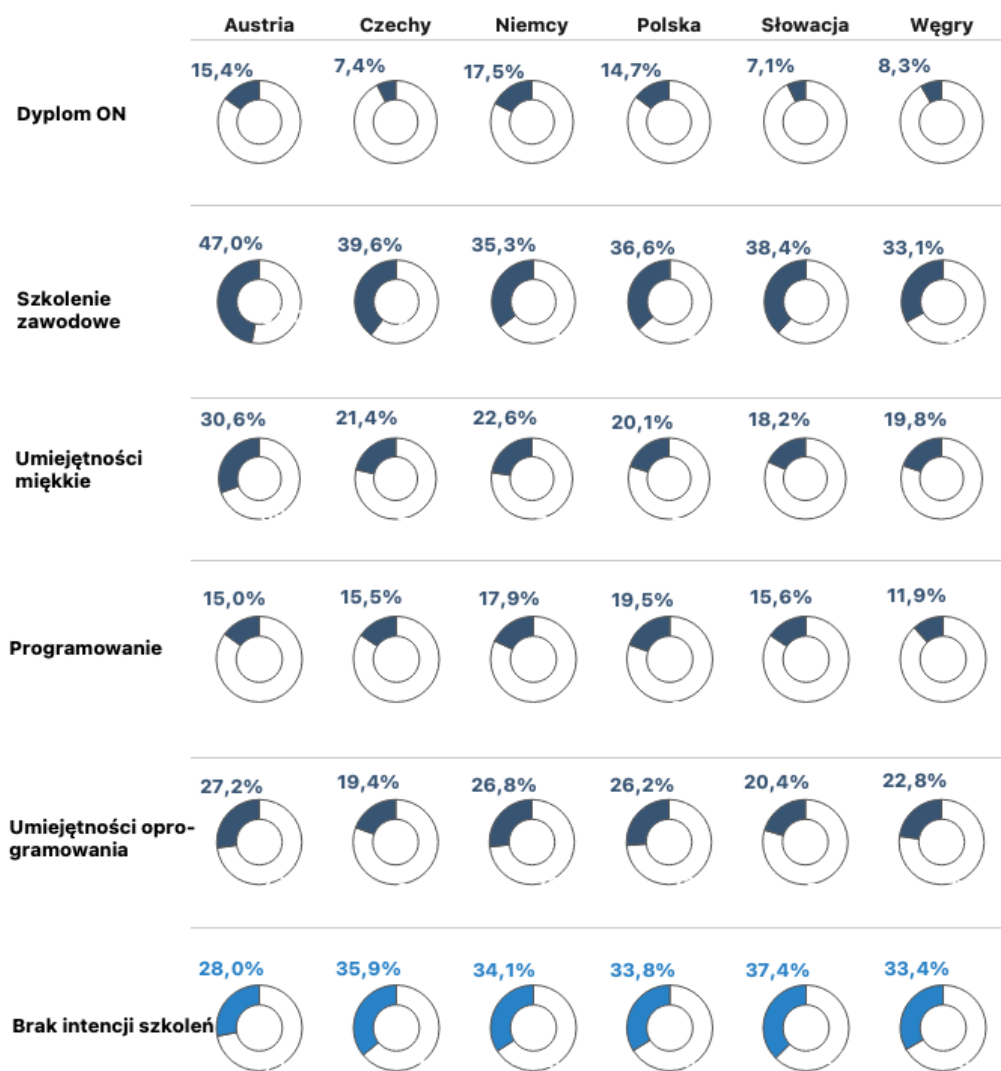 Austria Czechy Niemcy Polska Słowacja Węgry
15,4% 7,4% 17,5% 14,7% 7,1% 8,3%
Dyplom ON
47,0% 39,6% 35,3% 36,6% 38,4% 33,1%
Szkolenie
zawodowe
30,6% 21,4% 22,6% 20,1% 18,2% 19,8%
Umiejętności
miękkie
15,0% 15,5% 17,9% 19,5% 15,6% 11,9%
Programowanie
27,2% 19,4% 26,8% 26,2% 20,4% 22,8%
Umiejętności opro-
gramowania
28,0% 35,9% 34,1% 33,8% 37,4% 33,4%
Brak intencji szkoleń